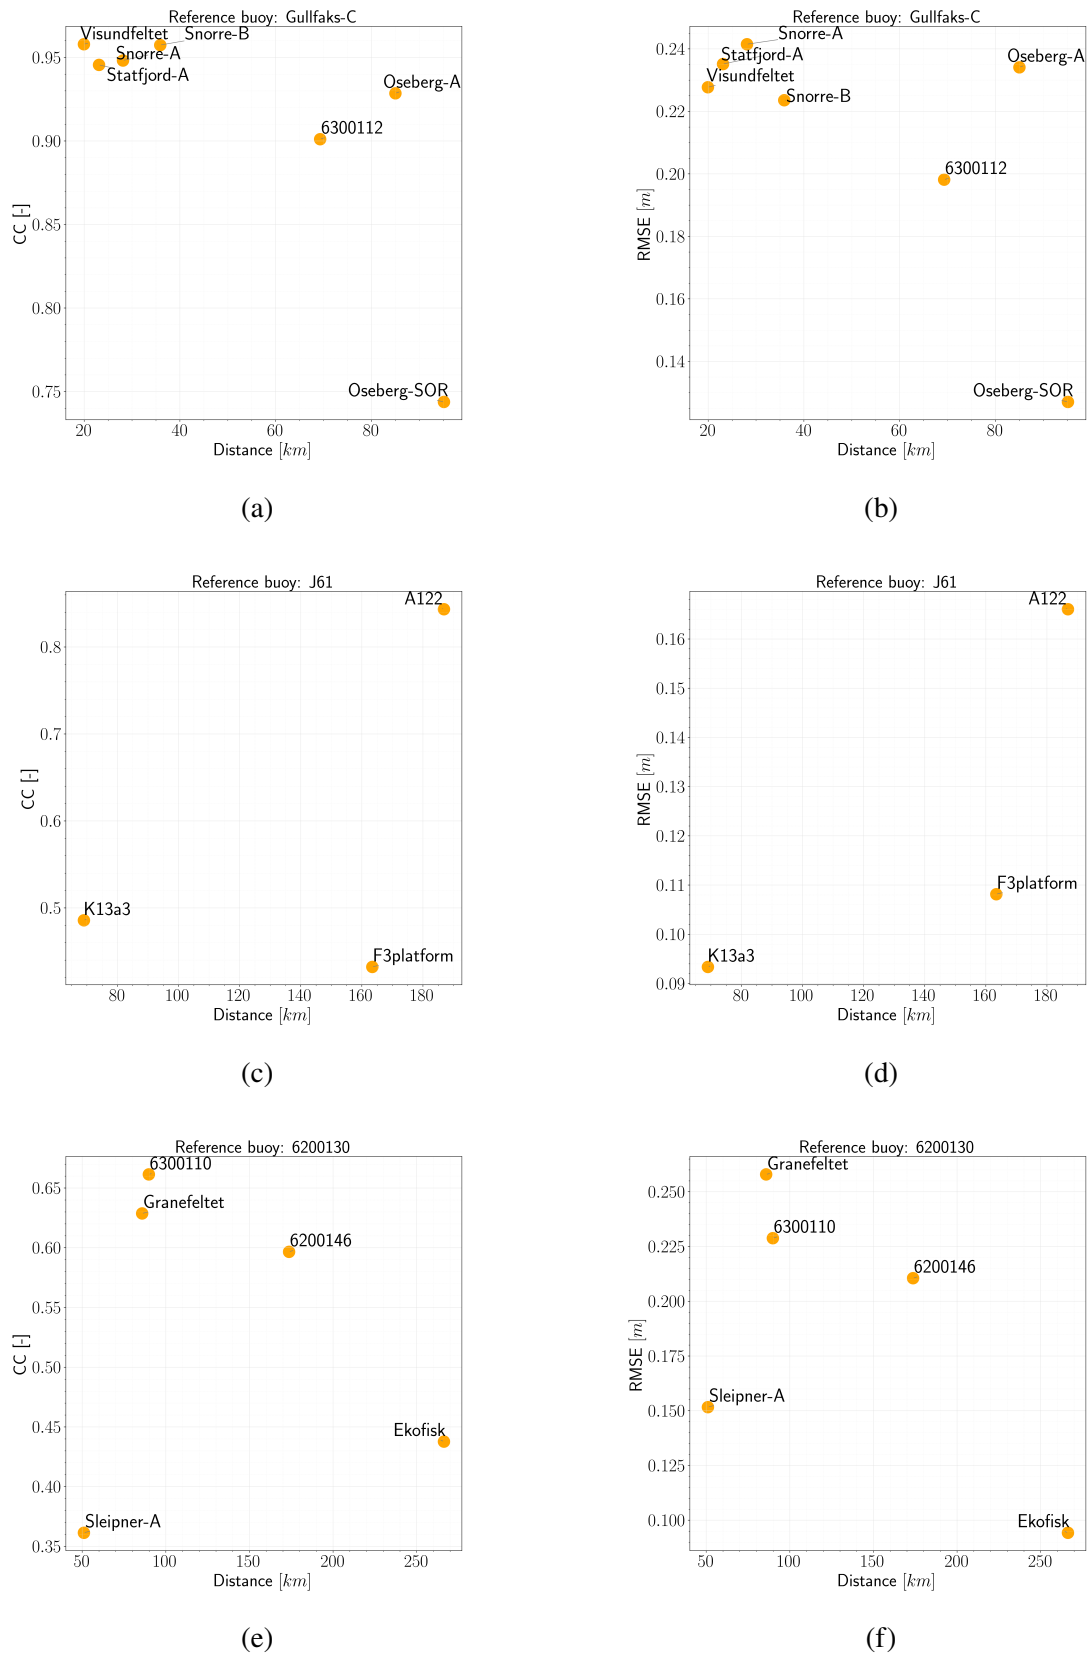 Reference buoy: Gullfaks-C
Visundfeltet
Snorre-B
Snorre-A
Statfjord-A
Oseberg-A
6300112
Oseberg-SOR
0.95
0.90
0.85
0.80
0.75
CC [-]
20 40 60 80
Distance [km]
(a)
Reference buoy: Gullfaks-C
Snorre-A
Statfjord-A
Visundfeltet
Snorre-B
Oseberg-A
6300112
Oseberg-SOR
0.24
0.22
0.20
0.18
0.16
0.14
RMSE [m]
20 40 60 80
Distance [km]
(b)
Reference buoy: J61
A122
K13a3
F3platform
0.8
0.7
0.6
0.5
CC [-]
80 100 120 140 160 180
Distance [km]
(c)
Reference buoy: J61
A122
F3platform
K13a3
0.16
0.15
0.14
0.13
0.12
0.11
0.10
0.09
RMSE [m]
80 100 120 140 160 180
Distance [km]
(d)
Reference buoy: 6200130
6300110
Granefeltet
6200146
Ekofisk
Sleipner-A
0.65
0.60
0.55
0.50
0.45
0.40
0.35
CC [-]
50 100 150 200 250
Distance [km]
(e)
Reference buoy: 6200130
Granefeltet
6300110
6200146
Sleipner-A
Ekofisk
0.250
0.225
0.200
0.175
0.150
0.125
0.100
RMSE [m]
50 100 150 200 250
Distance [km]
(f)